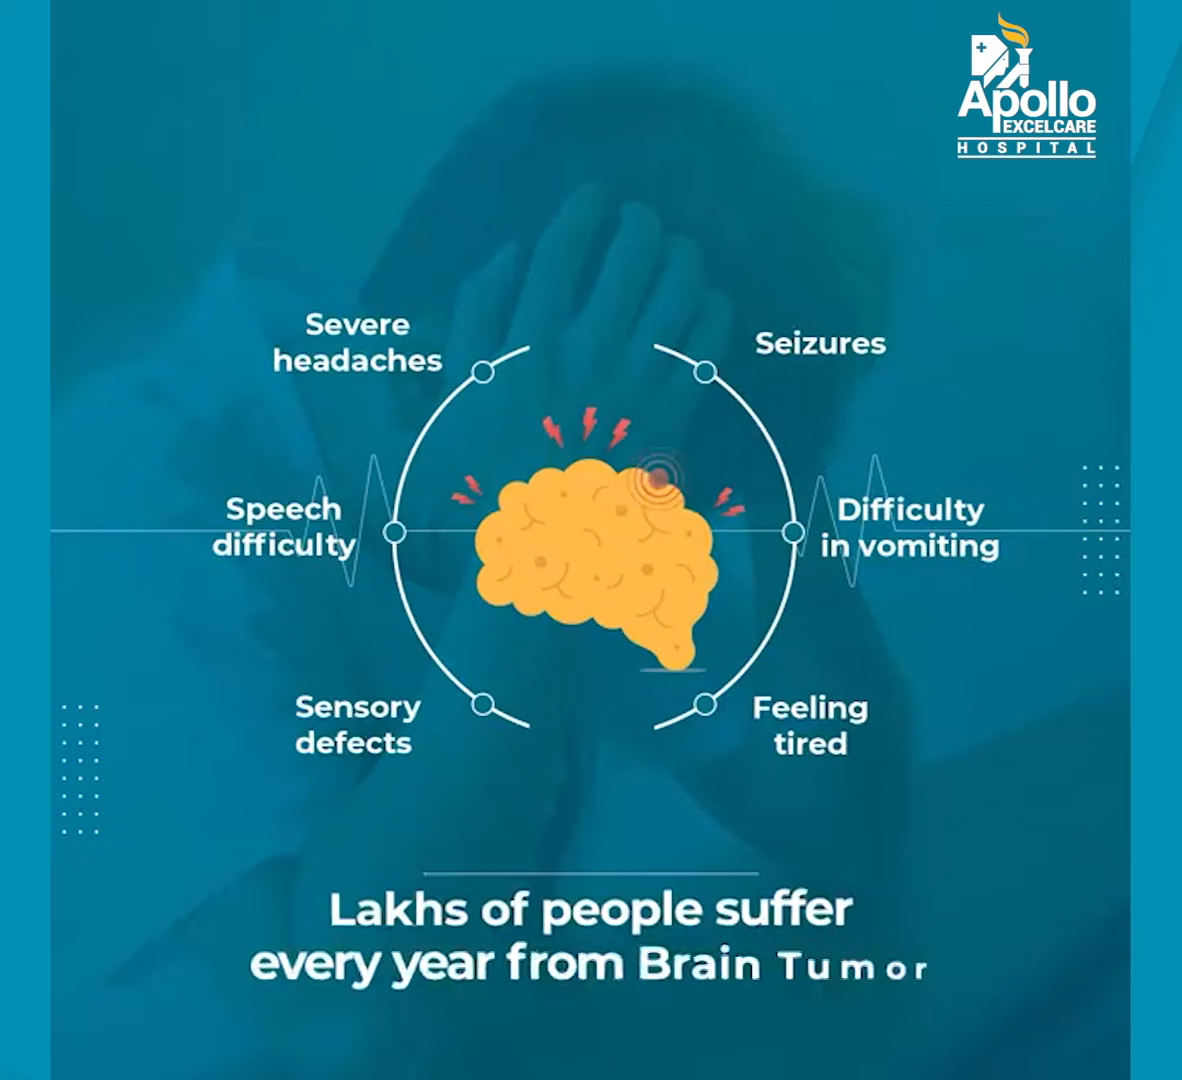 Apollo
EXCELCARE
HOSPITAL
Severe
headaches
Seizures
Speech
difficulty
Difficulty
in vomiting
Sensory
defects
Feeling
tired
Lakhs of people suffer
every year from Brain Tumor